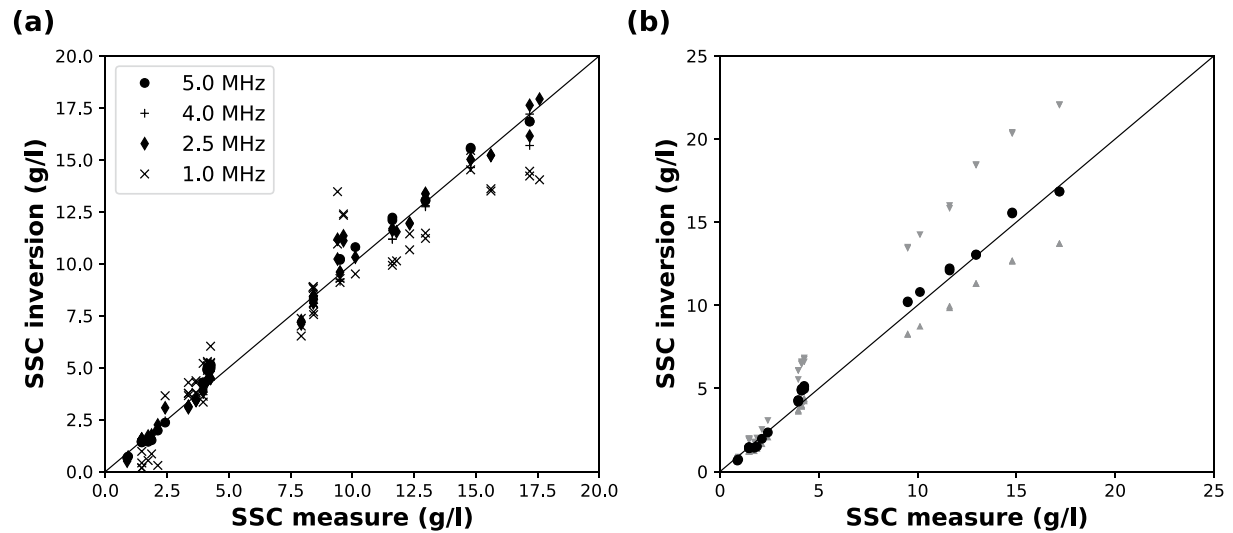 (a)
20.0
17.5
15.0
12.5
10.0
7.5
5.0
2.5
0.0
SSC inversion (g/l)
5.0 MHz
4.0 MHz
2.5 MHz
1.0 MHz
0.0 2.5 5.0 7.5 10.0 12.5 15.0 17.5 20.0
SSC measure (g/l)
(b)
25
20
15
10
5
0
SSC inversion (g/l)
0 5 10 15 20 25
SSC measure (g/l)